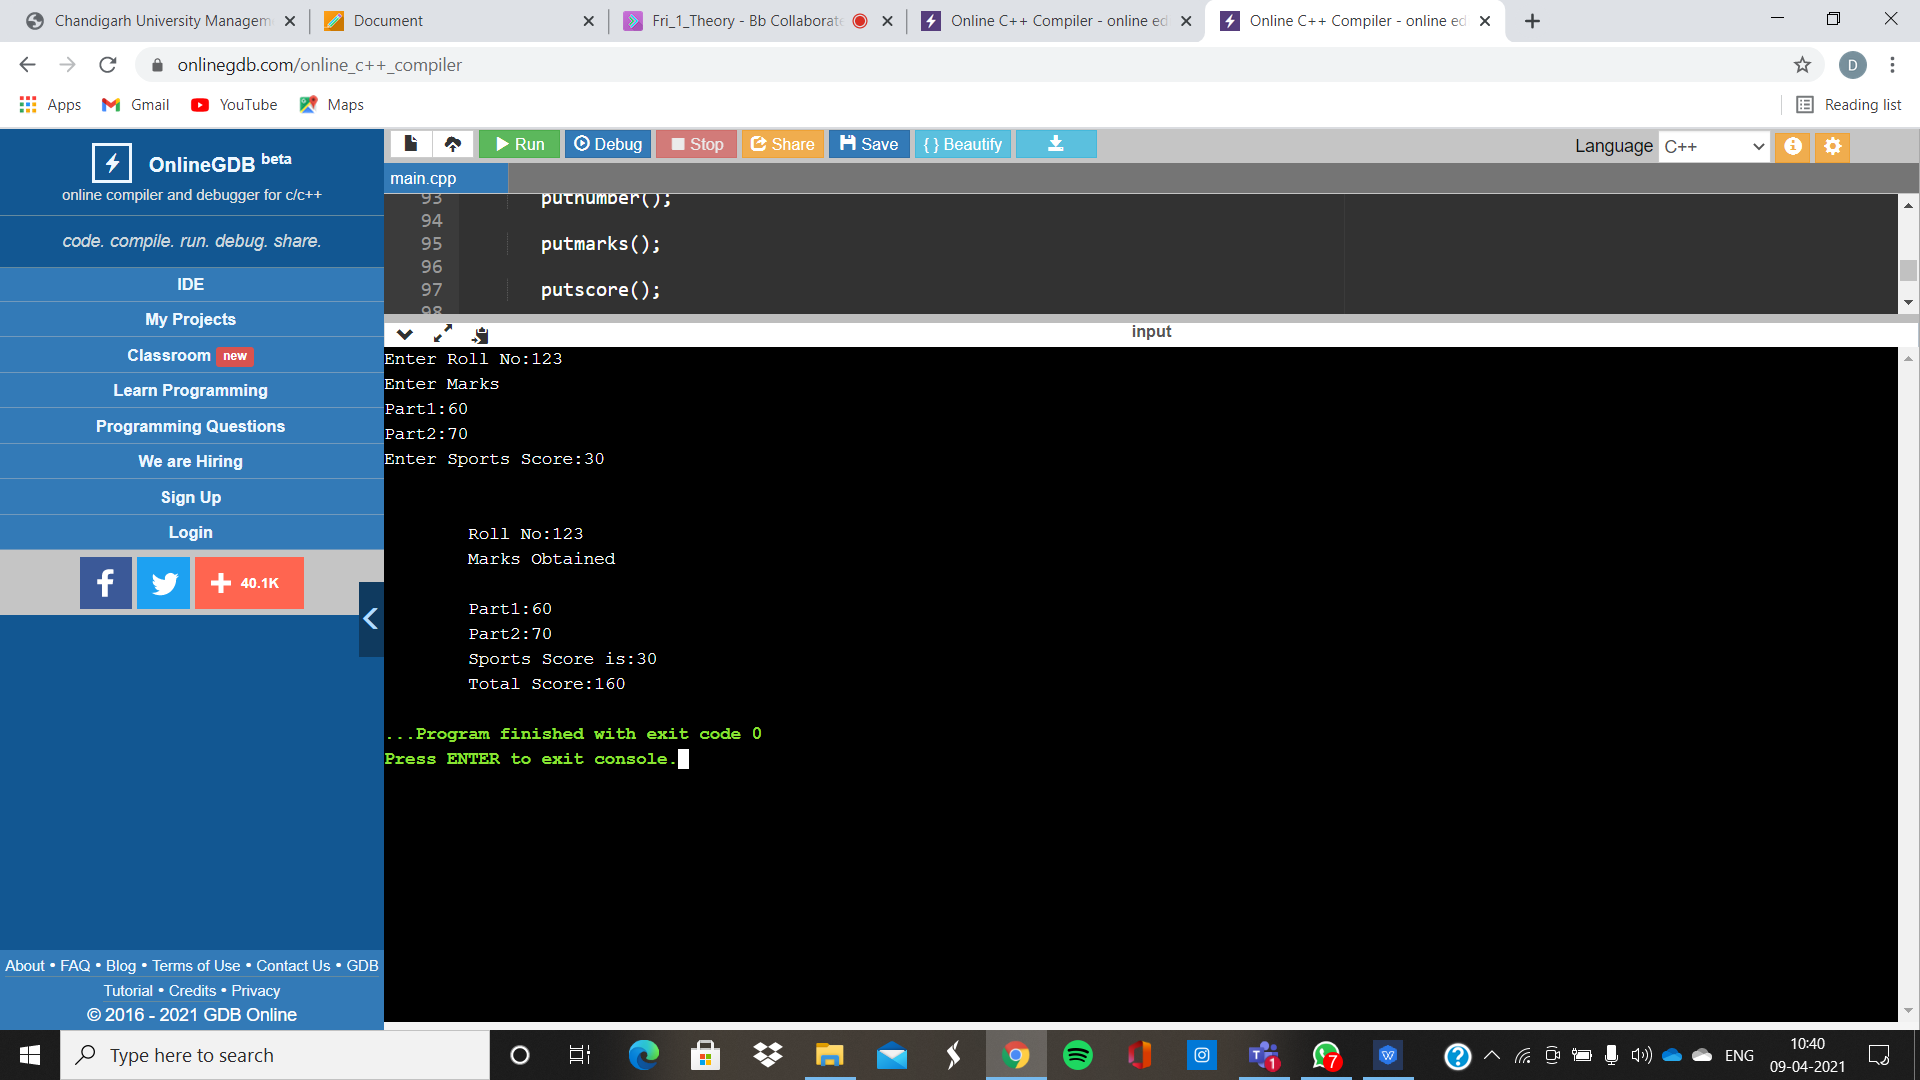 Chandigarh University Managem
Document
Fri_1_Theory - Bb Collaborate
Online C++ Compiler - online ed
Online C++ Compiler - online ed
onlinegdb.com/online_c++_compiler
D
Apps
Gmail
YouTube
Maps
Reading list
OnlineGDB beta
online compiler and debugger for c/c++
code. compile. run. debug. share.
IDE
My Projects
Classroom new
Learn Programming
Programming Questions
We are Hiring
Sign Up
Login
40.1K
About • FAQ • Blog • Terms of Use • Contact Us • GDB
Tutorial • Credits • Privacy
© 2016 - 2021 GDB Online
Run
Debug
Stop
Share
Save
{ } Beautify
Language C++
main.cpp
93 putnumber();
94
95 putmarks();
96
97 putscore();
98
input
Enter Roll No:123
Enter Marks
Part1:60
Part2:70
Enter Sports Score:30
Roll No:123
Marks Obtained
Part1:60
Part2:70
Sports Score is:30
Total Score:160
...Program finished with exit code 0
Press ENTER to exit console.
Type here to search
1
7
ENG
10:40
09-04-2021